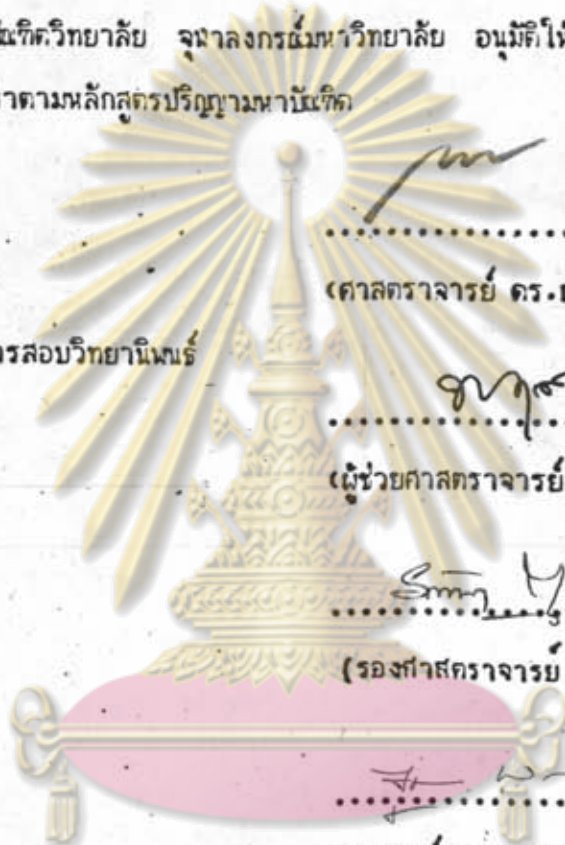 บัณฑิตวิทยาลัย จุฬาลงกรณ์มหาวิทยาลัย อนุมัติให้
ตามหลักสูตรปริญญามหาบัณฑิต
(ศาสตราจารย์ ดร.
การสอบวิทยานิพนธ์
(ผู้ช่วยศาสตราจารย์
(รองศาสตราจารย์